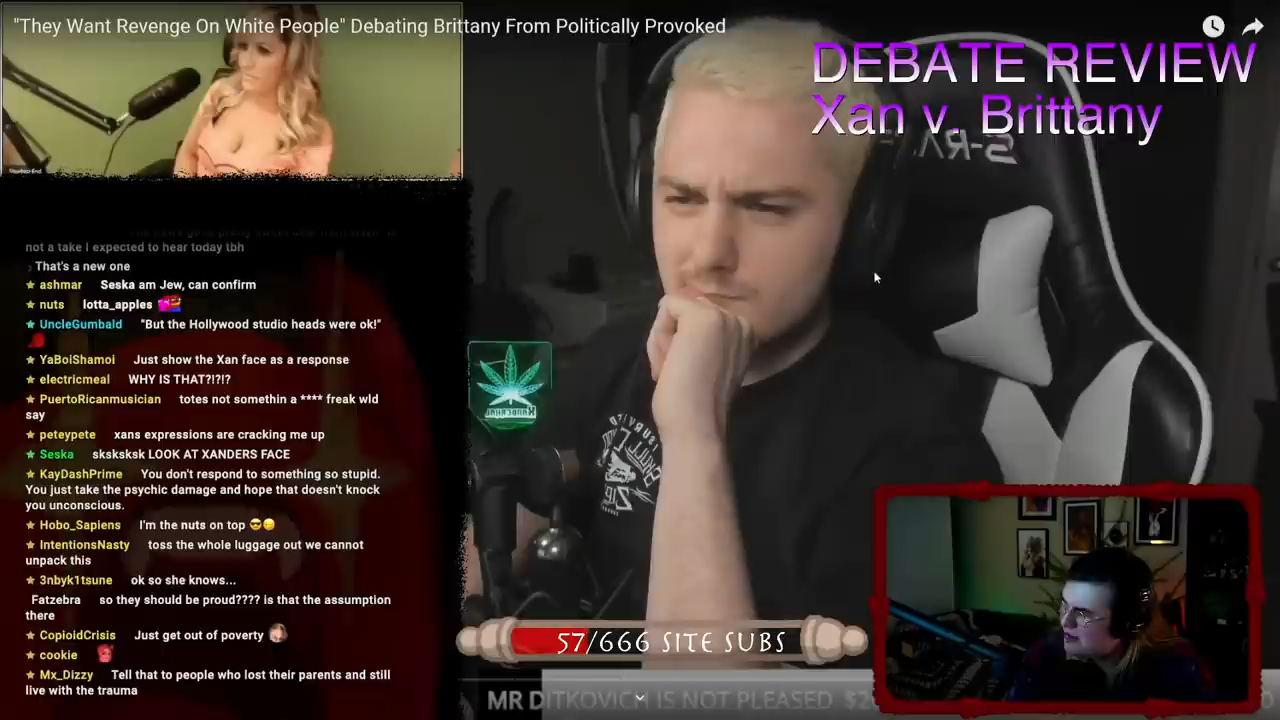 "They Want Revenge On White People" Debating Brittany From Politically Provoked
DEBATE REVIEW
Xan v. Brittany
not a take I expected to hear today tbh
That's a new one
ashmar Seska am Jew, can confirm
nuts lotta_apples
UncleGumbald "But the Hollywood studio heads were ok!"
YaBoiShamoi Just show the Xan face as a response
electricmeal WHY IS THAT?!?!?
PuertoRicanmusician totes not somethin a **** freak wld
say
peteypete xans expressions are cracking me up
Seska sksksksk LOOK AT XANDERS FACE
KayDashPrime You don't respond to something so stupid.
You just take the psychic damage and hope that doesn't knock
you unconscious.
Hobo_Sapiens I'm the nuts on top 😎😏
IntentionsNasty toss the whole luggage out we cannot
unpack this
3nbyk1tsune ok so she knows...
Fatzebra so they should be proud???? is that the assumption
there
CopioidCrisis Just get out of poverty
cookie
Mx_Dizzy Tell that to people who lost their parents and still
live with the trauma
57/666 SITE SUBS
MR DITKOVICH IS NOT PLEASED